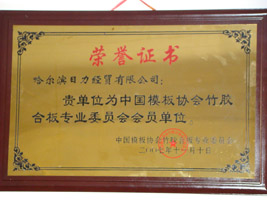 荣誉证书
哈尔滨日力经贸有限公司：
贵单位为中国模板协会竹胶
合板专业委员会会员单位。
中国模板协会竹胶合板专业委员会
二〇〇七年十一月十日